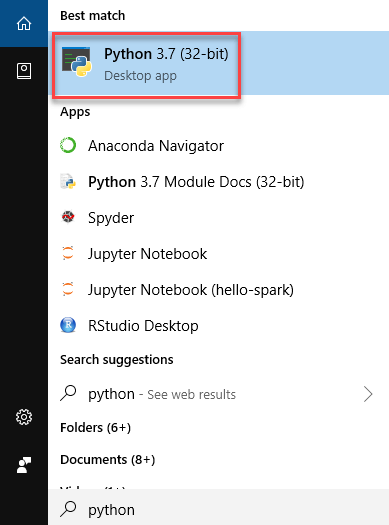 Best match
Python 3.7 (32-bit)
Desktop app
Apps
Anaconda Navigator
Python 3.7 Module Docs (32-bit)
Spyder
Jupyter Notebook
Jupyter Notebook (hello-spark)
RStudio Desktop
Search suggestions
python - See web results
Folders (6+)
Documents (8+)
python